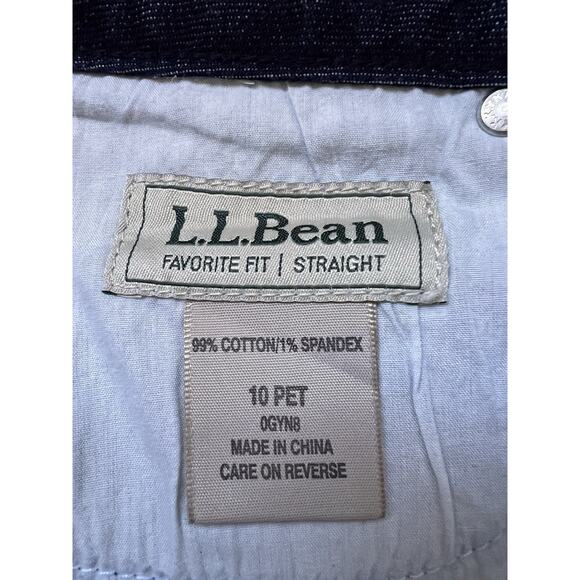 L.L.Bean
FAVORITE FIT | STRAIGHT
99% COTTON/1% SPANDEX
10 PET
0GYN8
MADE IN CHINA
CARE ON REVERSE